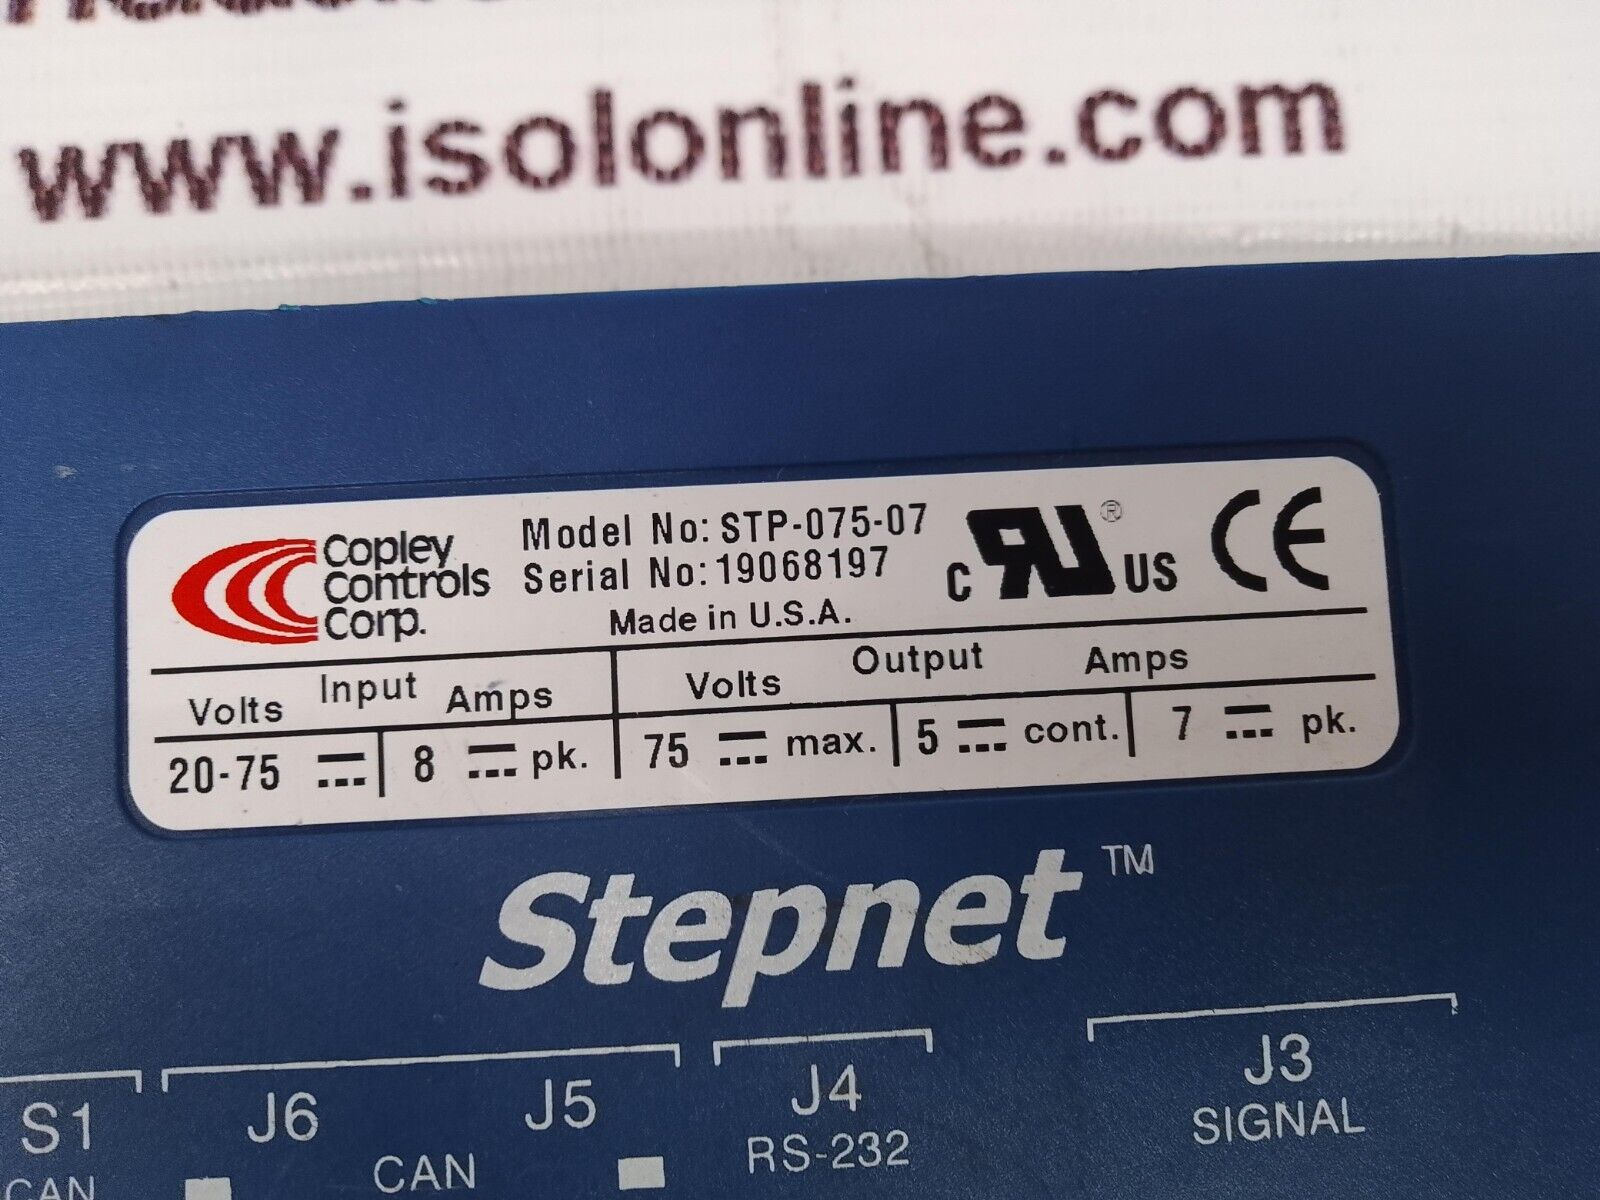 www.isolonline.com
Copley Controls Corp.
Model No: STP-075-07
Serial No: 19068197
Made in U.S.A.
C RU ® US CE
Input Output
Volts Amps Volts Amps
20-75 8 pk. 75 max. 5 cont. 7 pk.
Stepnet™
S1 J6 J5 J4 J3
CAN CAN RS-232 SIGNAL